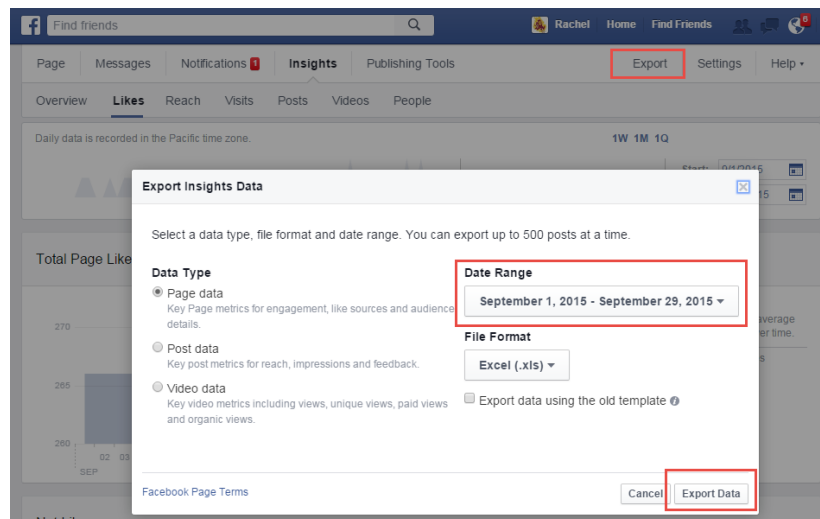 Find friends
Rachel Home Find Friends 6
Page Messages Notifications 1 Insights Publishing Tools Export Settings Help
Overview Likes Reach Visits Posts Videos People
Daily data is recorded in the Pacific time zone.
1W 1M 1Q
Start: 9/1/2015
15
Export Insights Data
Select a data type, file format and date range. You can export up to 500 posts at a time.
Total Page Like
Data Type
Page data
Key Page metrics for engagement, like sources and audience
details.
Post data
Key post metrics for reach, impressions and feedback.
Video data
Key video metrics including views, unique views, paid views
and organic views.
Date Range
September 1, 2015 - September 29, 2015
File Format
Excel (.xls)
Export data using the old template
average
er time.
s
270
265
260
02 03
SEP
Facebook Page Terms
Cancel Export Data